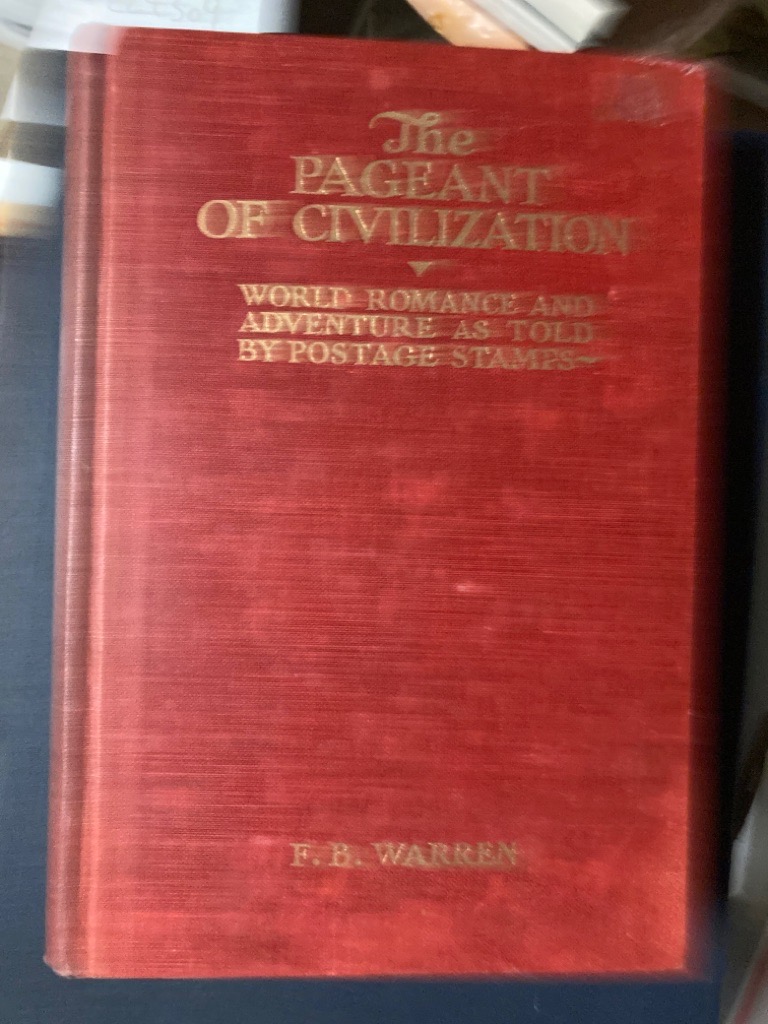 The
PAGEANT
OF CIVILIZATION
WORLD ROMANCE AND
ADVENTURE AS TOLD
BY POSTAGE STAMPS~
F. B. WARREN